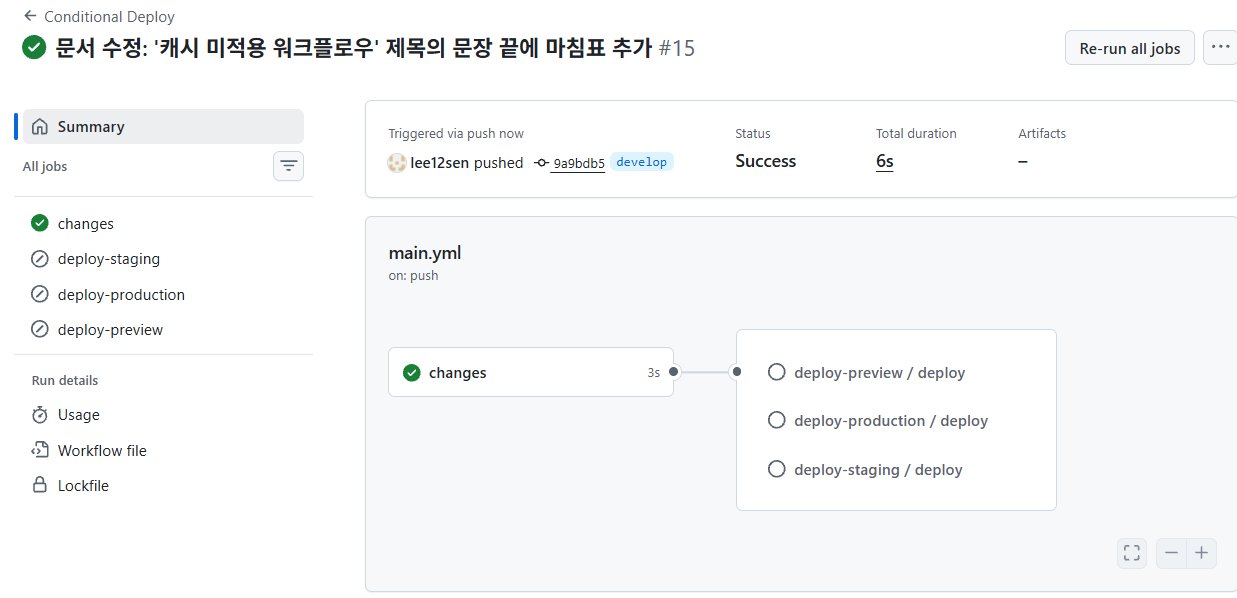 Conditional Deploy
문서 수정: '캐시 미적용 워크플로우' 제목의 문장 끝에 마침표 추가 #15
Re-run all jobs
Summary
All jobs
changes
deploy-staging
deploy-production
deploy-preview
Run details
Usage
Workflow file
Lockfile
Triggered via push now
lee12sen pushed 9a9bdb5 develop
Status
Success
Total duration
6s
Artifacts
–
main.yml
on: push
changes 3s
deploy-preview / deploy
deploy-production / deploy
deploy-staging / deploy